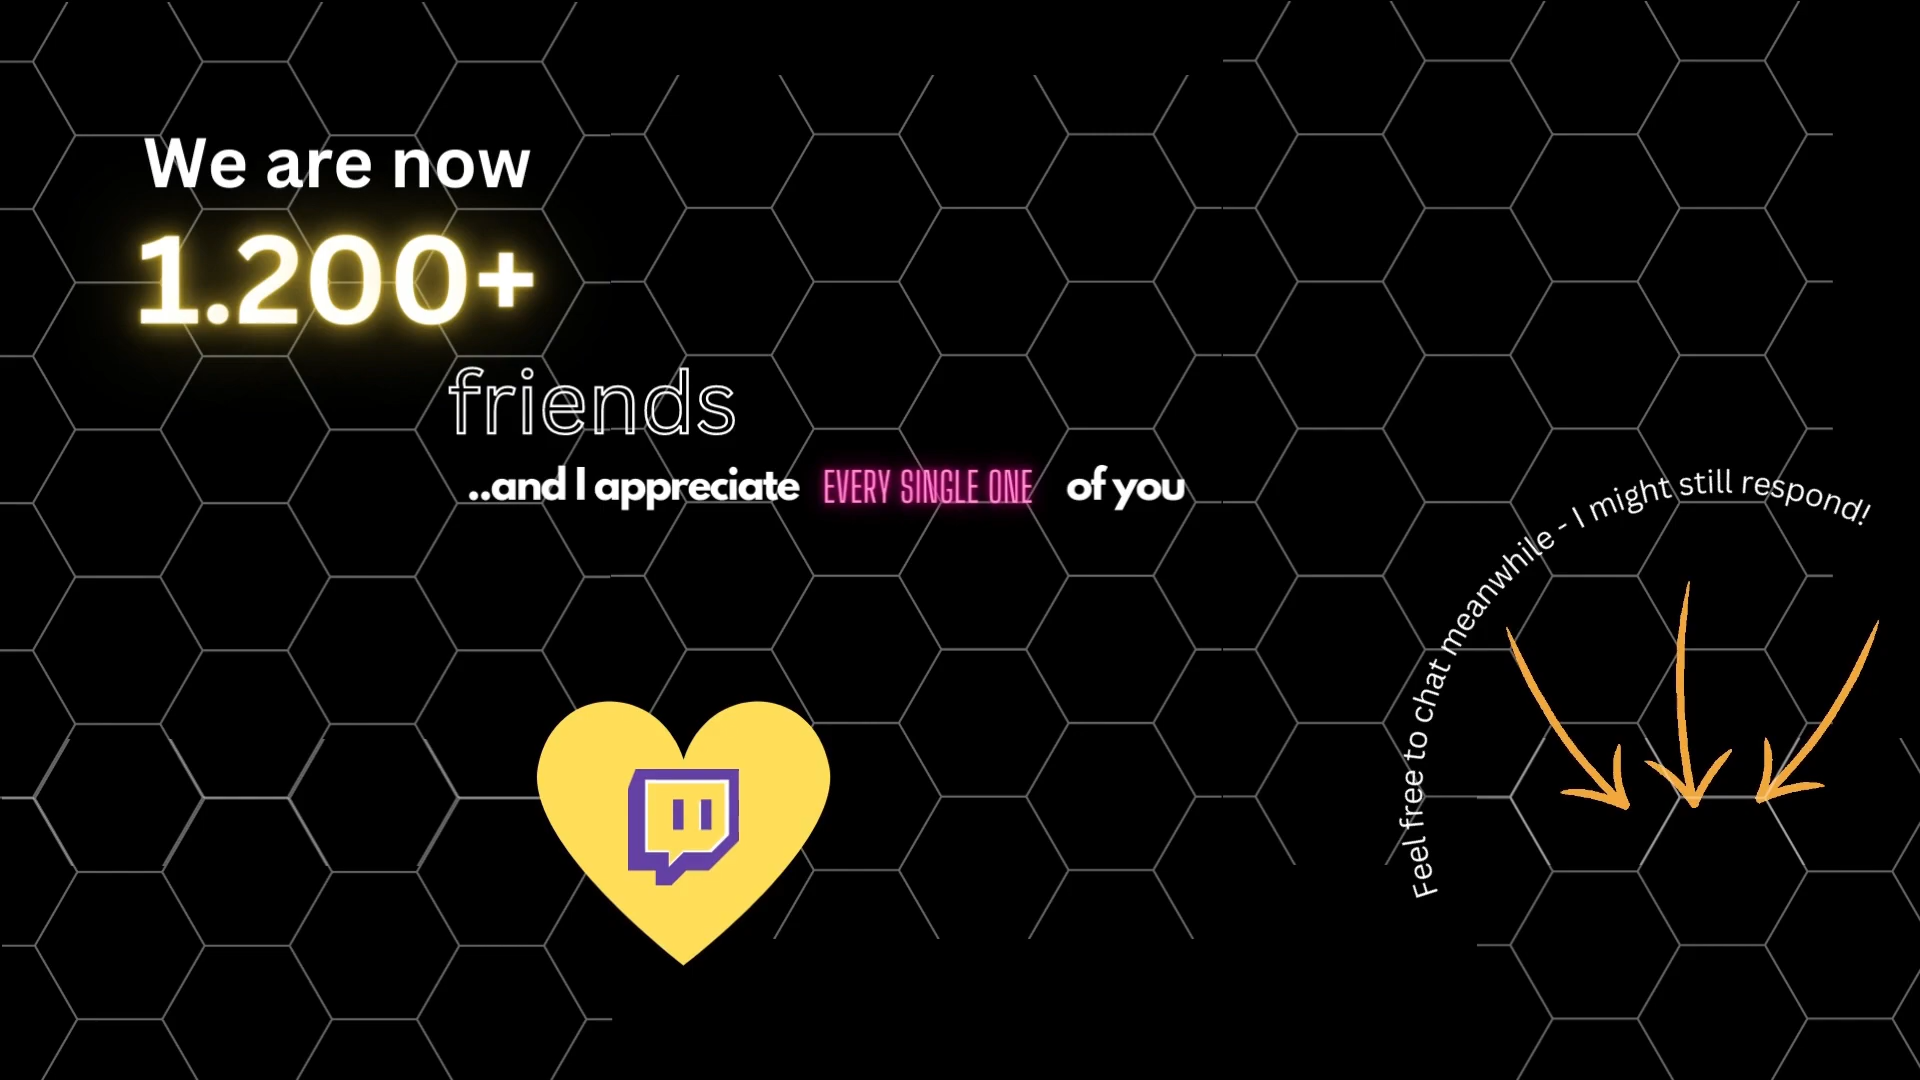 We are now
1.200+
friends
..and I appreciate EVERY SINGLE ONE of you
Feel free to chat meanwhile - I might still respond!